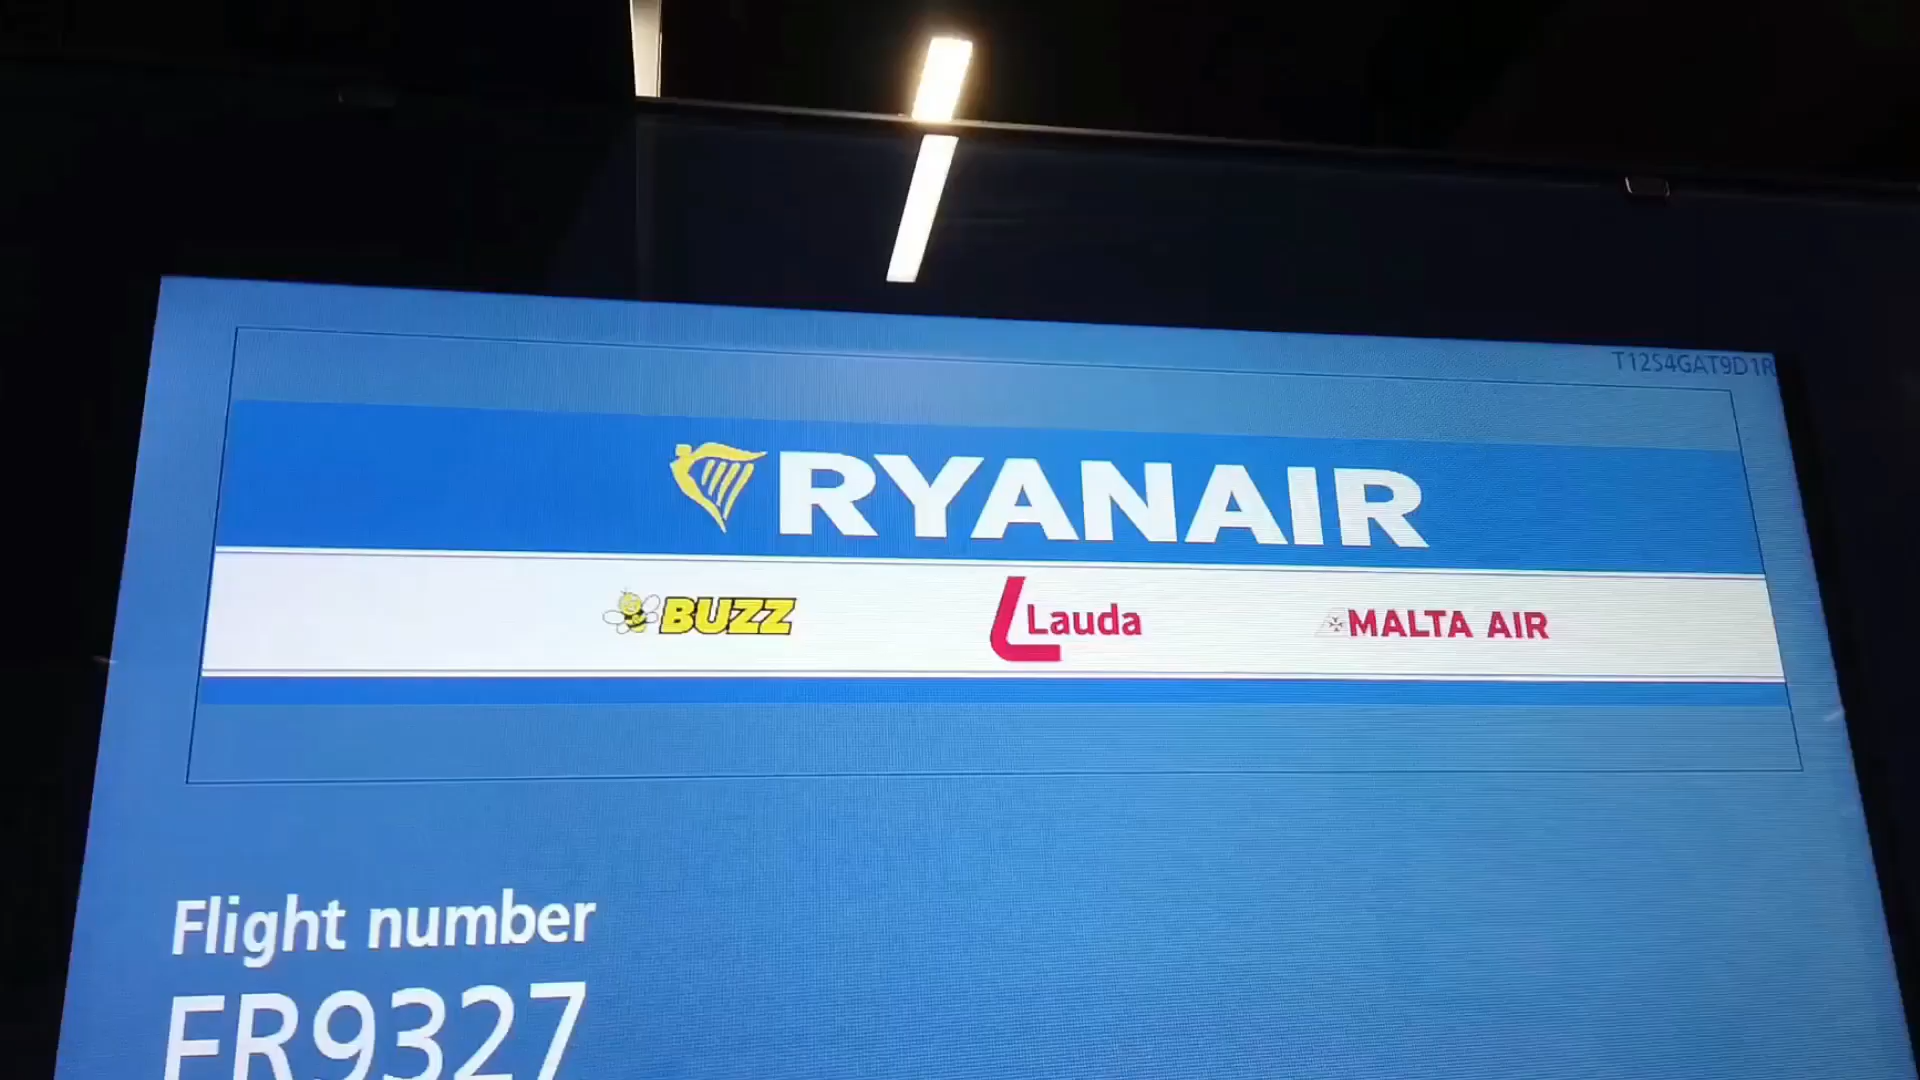 T12S4GAT9D1R
RYANAIR
BUZZ Lauda MALTA AIR
Flight number
FR9327